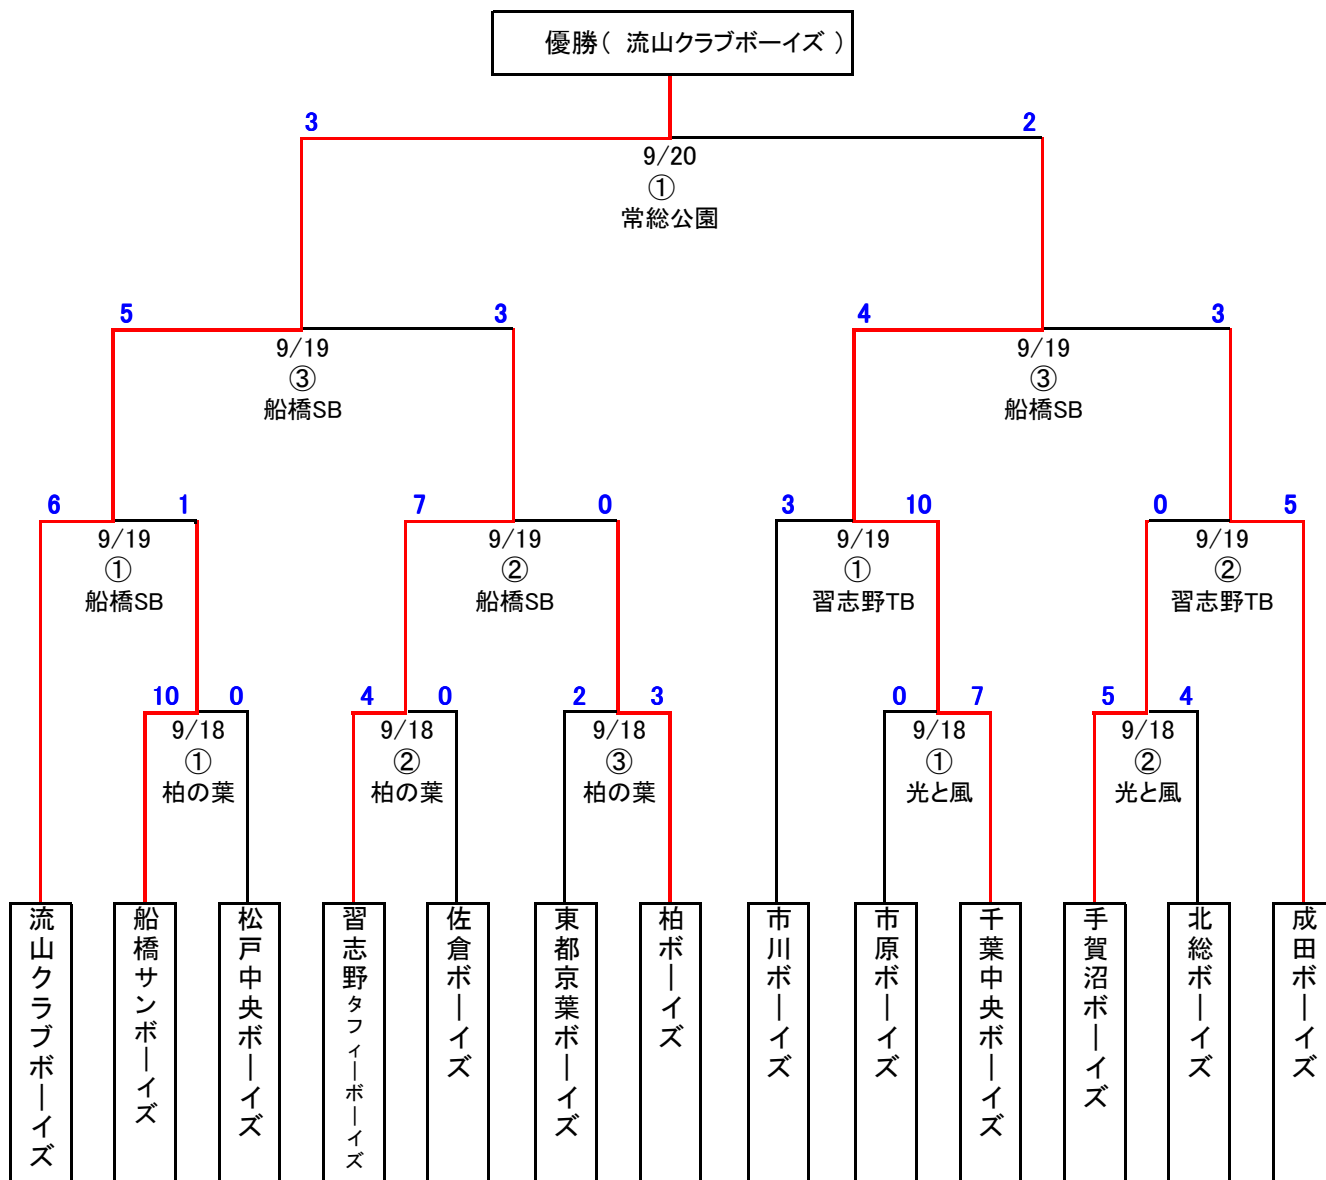 優勝( 流山クラブボーイズ )
3 2
9/20
①
常総公園
5 3 4 3
9/19 9/19
③ ③
船橋SB 船橋SB
6 1 7 0 3 10 0 5
9/19 9/19 9/19 9/19
① ② ① ②
船橋SB 船橋SB 習志野TB 習志野TB
10 0 4 0 2 3 0 7 5 4
9/18 9/18 9/18 9/18 9/18
① ② ③ ① ②
柏の葉 柏の葉 柏の葉 光と風 光と風
流山クラブボーイズ
船橋サンボーイズ
松戸中央ボーイズ
習志野タフィーボーイズ
佐倉ボーイズ
東都京葉ボーイズ
柏ボーイズ
市川ボーイズ
市原ボーイズ
千葉中央ボーイズ
手賀沼ボーイズ
北総ボーイズ
成田ボーイズ